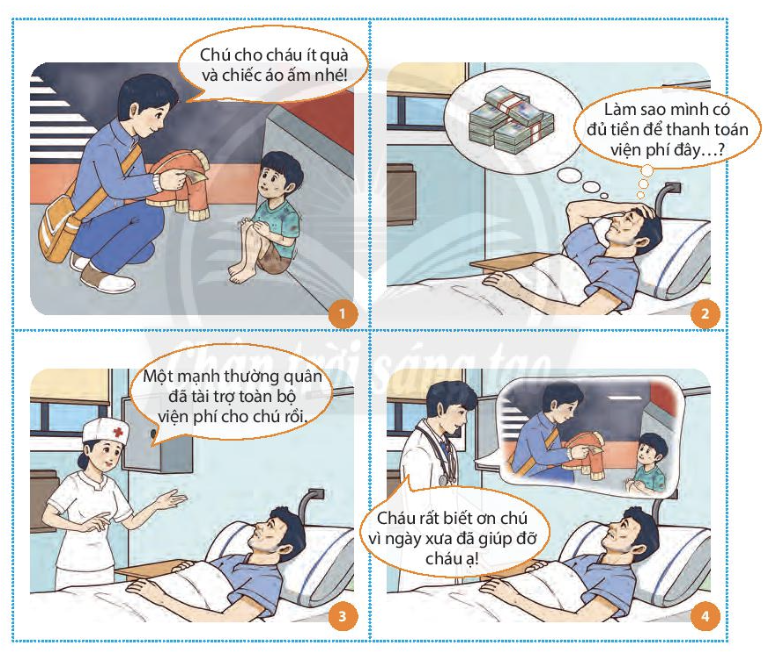 Chú cho cháu ít quà
và chiếc áo ấm nhé!
1
Làm sao mình có
đủ tiền để thanh toán
viện phí đây...?
2
Chân trời sáng tạo
Một mạnh thường quân
đã tài trợ toàn bộ
viện phí cho chú rồi.
3
Cháu rất biết ơn chú
vì ngày xưa đã giúp đỡ
cháu ạ!
4